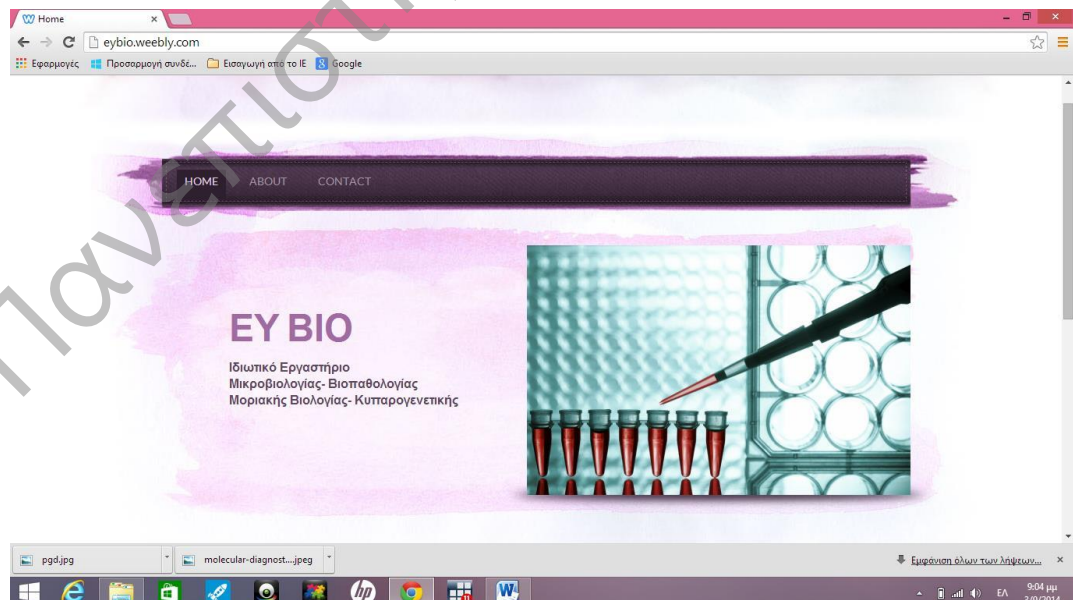 Home
eybio.weebly.com
Εφαρμογές Προσαρμογή συνδέ... Εισαγωγή από το IE Google
HOME ABOUT CONTACT
EY BIO
Ιδιωτικό Εργαστήριο
Μικροβιολογίας- Βιοπαθολογίας
Μοριακής Βιολογίας- Κυτταρογενετικής
pgd.jpg molecular-diagnost....jpeg Εμφάνιση όλων των λήψεων...
ΕΛ 9:04 μμ